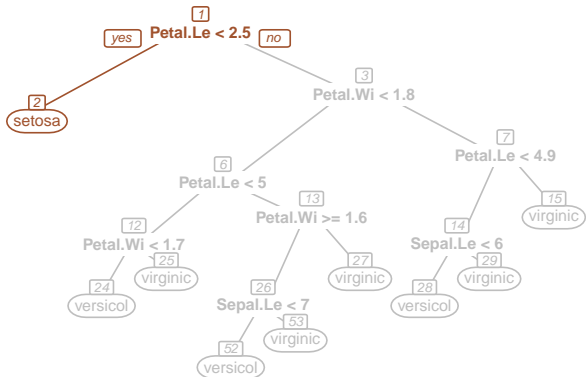 1
Petal.Le < 2.5
yes
no
2
setosa
3
Petal.Wi < 1.8
6
Petal.Le < 5
7
Petal.Le < 4.9
12
Petal.Wi < 1.7
13
Petal.Wi >= 1.6
14
Sepal.Le < 6
15
virginic
24
versicol
25
virginic
26
Sepal.Le < 7
27
virginic
28
versicol
29
virginic
52
versicol
53
virginic